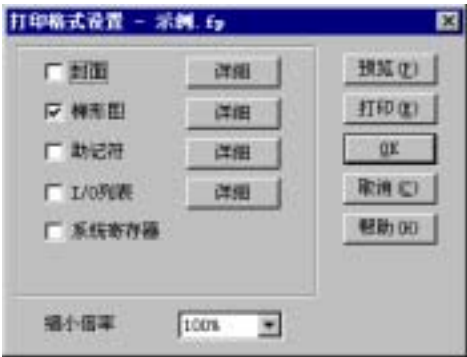 打印格式设置 - 示例.fp
封面 详细 预览(P)
梯形图 详细 打印(R)
助记符 详细 OK
I/O列表 详细 取消(C)
系统寄存器 帮助(H)
缩小倍率 100%